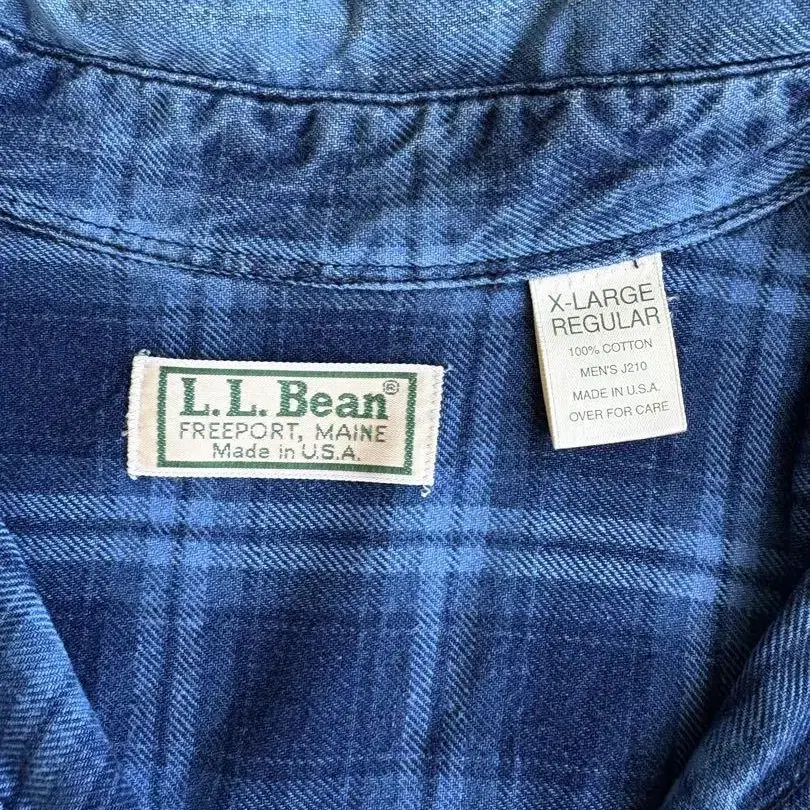 L.L.Bean®
FREEPORT, MAINE
Made in U.S.A.
X-LARGE
REGULAR
100% COTTON
MEN'S J210
MADE IN U.S.A.
OVER FOR CARE